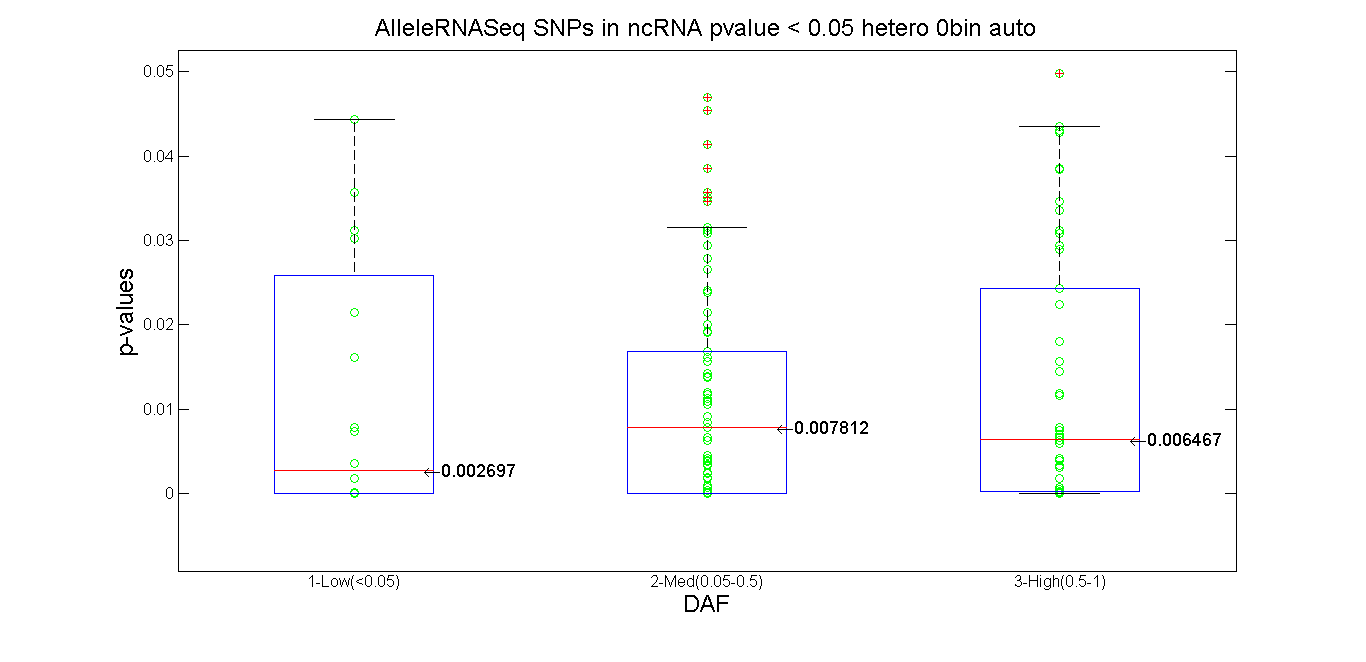 AlleleRNASeq SNPs in ncRNA pvalue < 0.05 hetero 0bin auto
0.05
0.04
0.03
0.02
0.01
0
p-values
0.002697
0.007812
0.006467
1-Low(<0.05)
2-Med(0.05-0.5)
3-High(0.5-1)
DAF